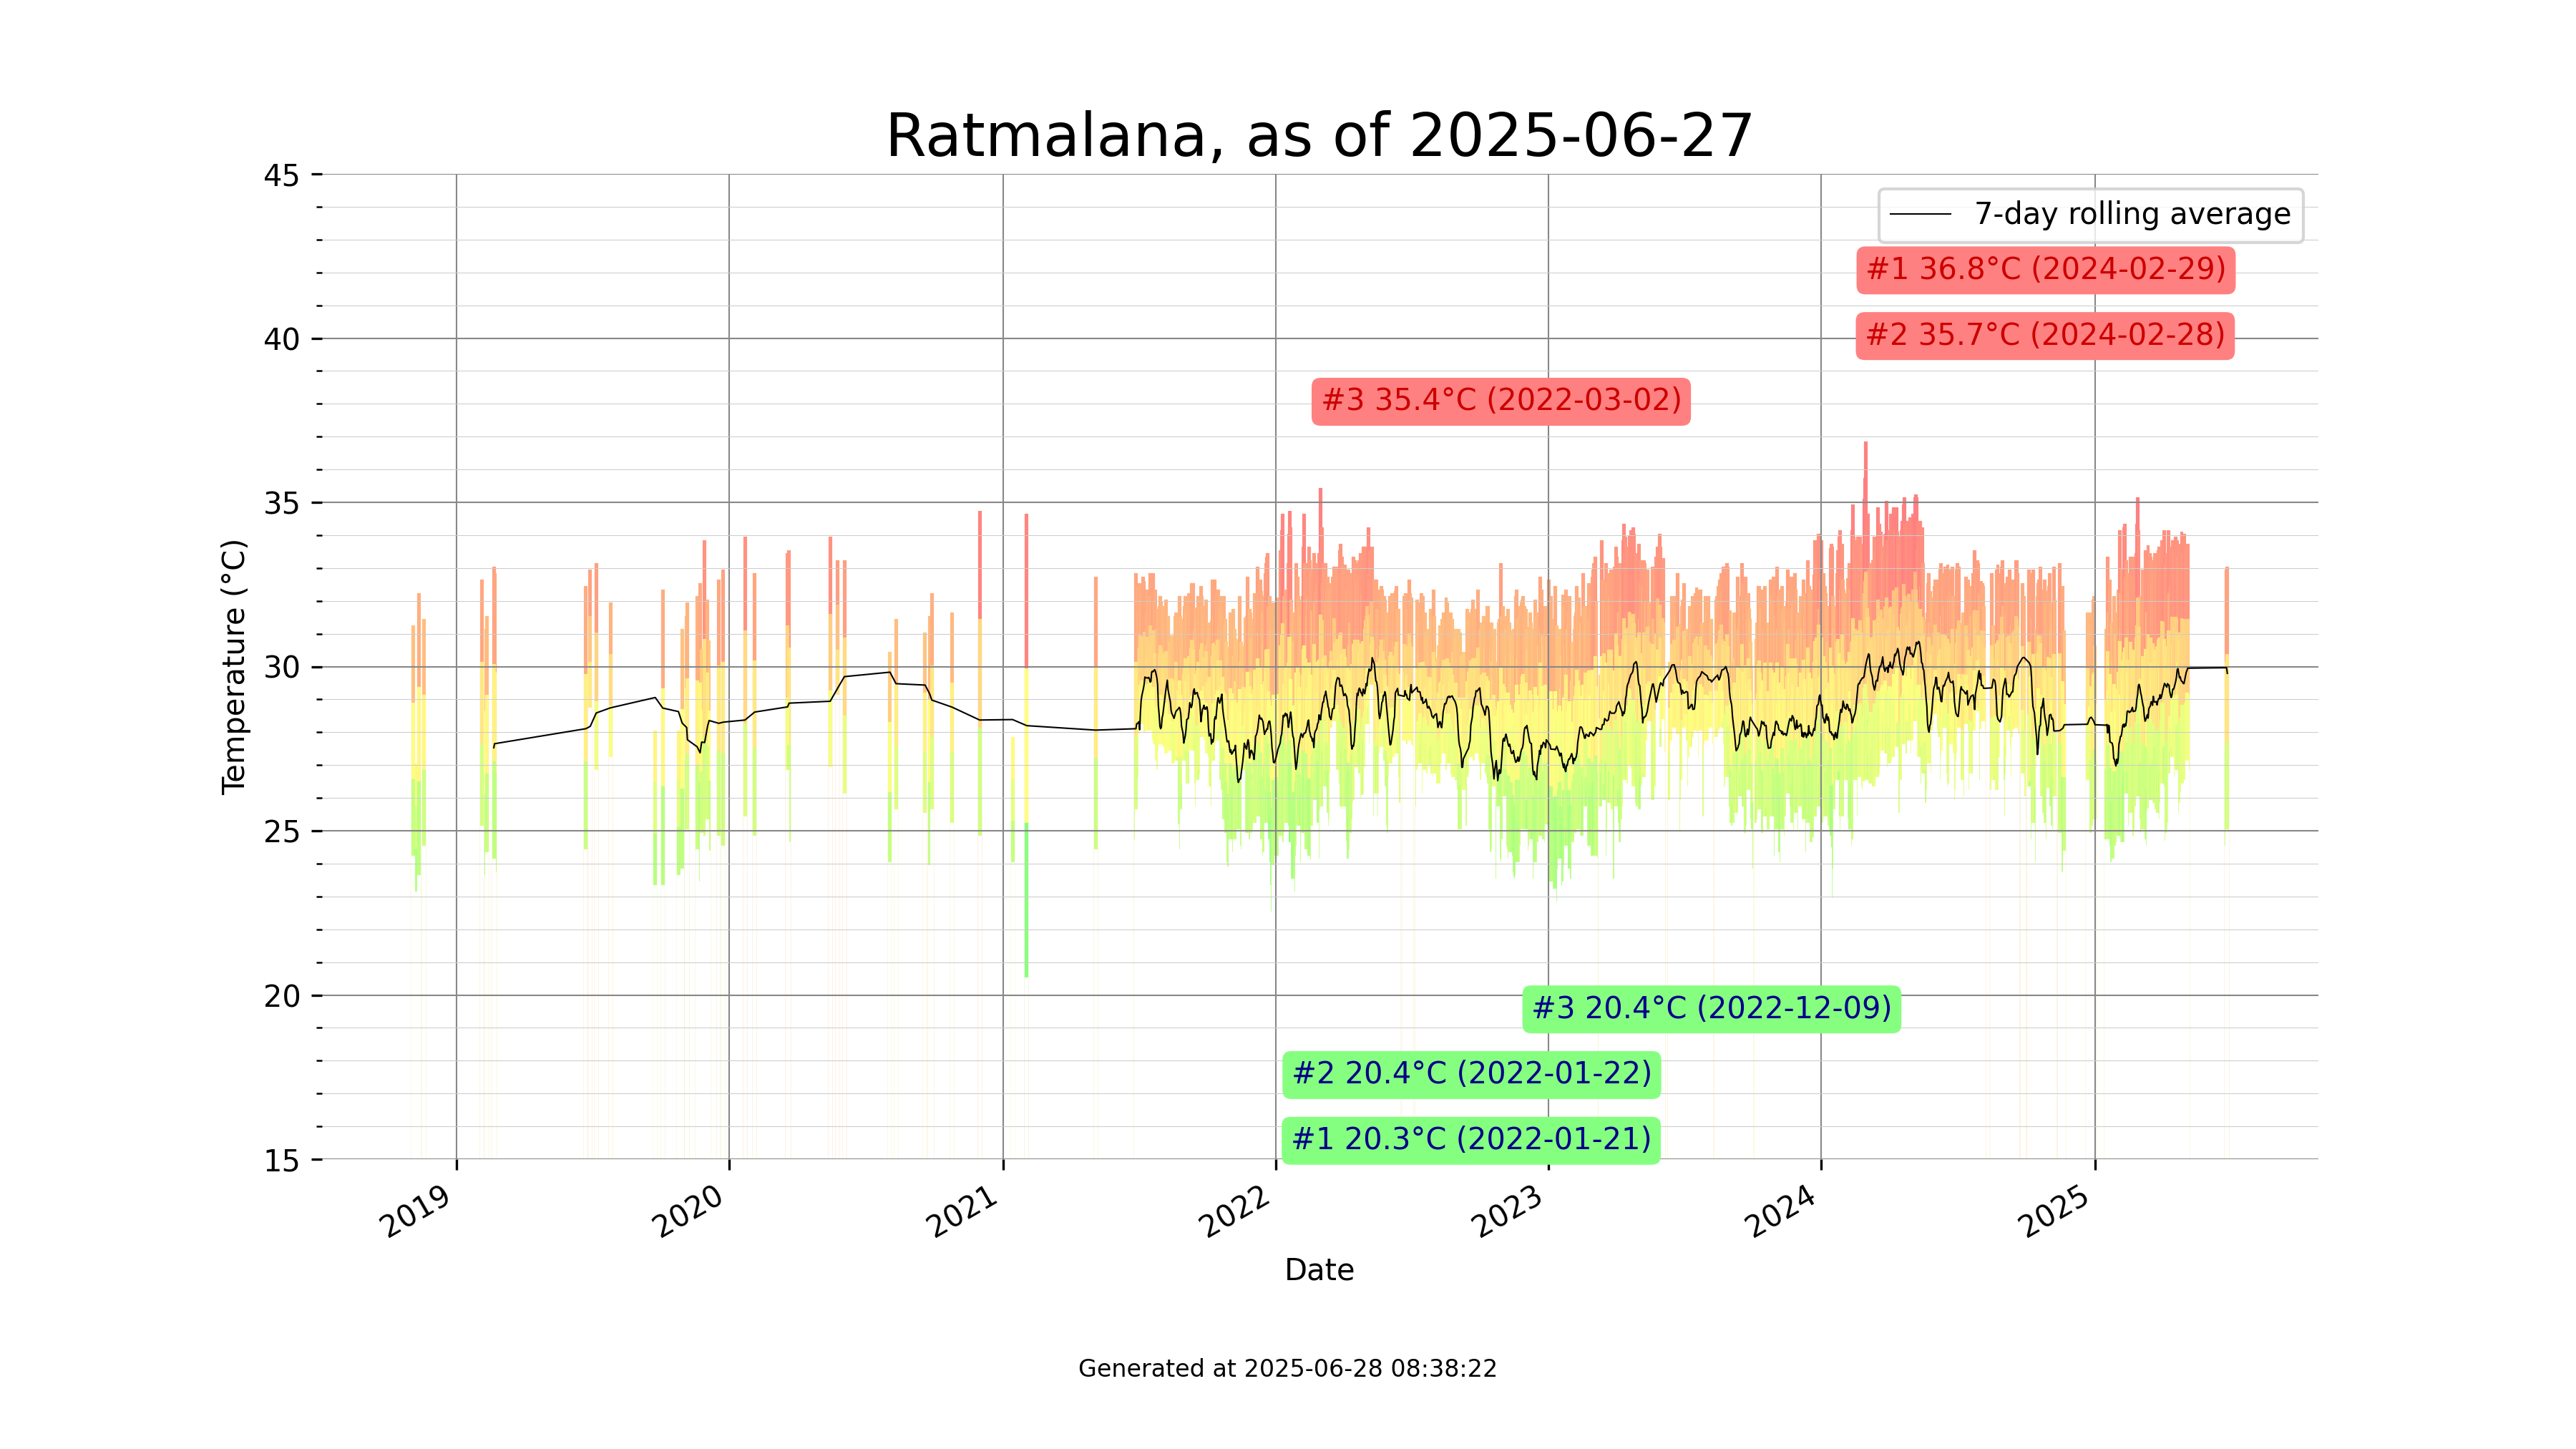 Ratmalana, as of 2025-06-27
45
40
35
30
25
20
15
Temperature (°C)
7-day rolling average
#1 36.8°C (2024-02-29)
#2 35.7°C (2024-02-28)
#3 35.4°C (2022-03-02)
#3 20.4°C (2022-12-09)
#2 20.4°C (2022-01-22)
#1 20.3°C (2022-01-21)
2019
2020
2021
2022
2023
2024
2025
Date
Generated at 2025-06-28 08:38:22